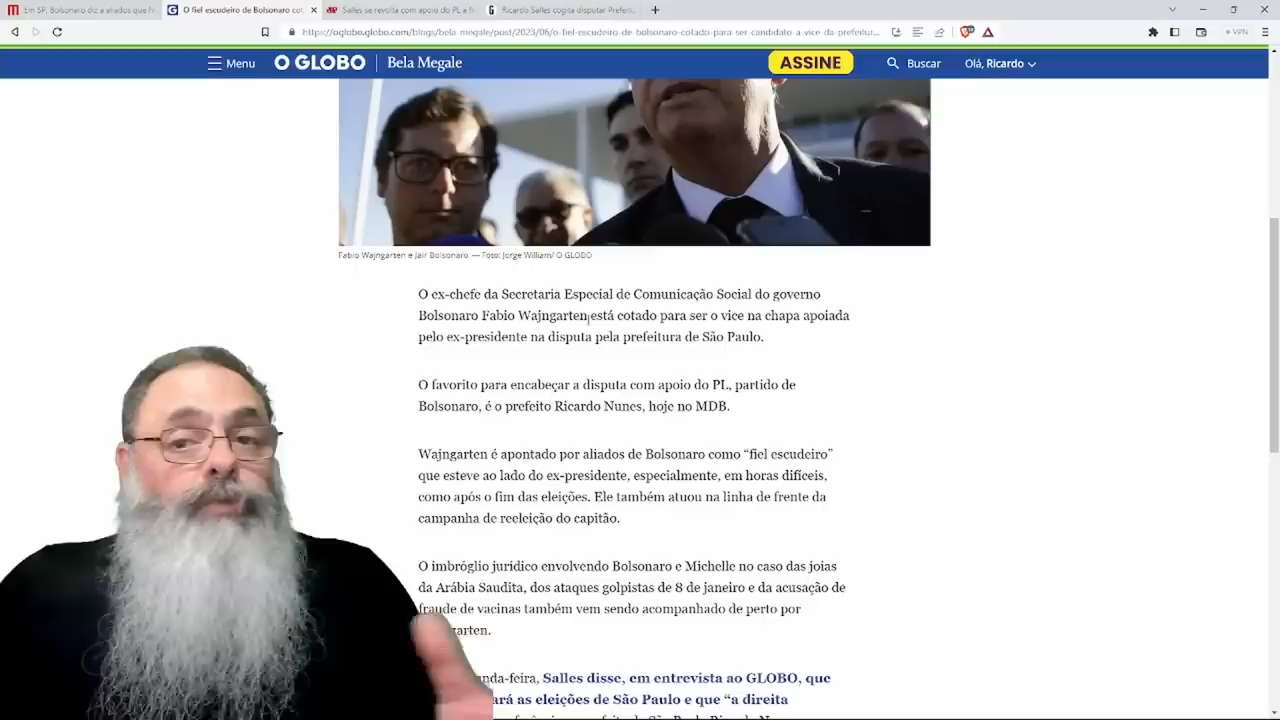 Em SP, Bolsonaro diz a aliados que
O fiel escudeiro de Bolsonaro cot
Salles se revolta com apoio do PL a
Ricardo Salles cogita disputar Prefeit
https://oglobo.globo.com/blogs/bela-megale/post/2023/06/o-fiel-escudeiro-de-bolsonaro-cotado-para-ser-candidato-a-vice-da-prefeitur...
VPN
Menu
O GLOBO
Bela Megale
ASSINE
Buscar
Olá, Ricardo
Fabio Wajngarten e Jair Bolsonaro — Foto: Jorge William/ O GLOBO
O ex-chefe da Secretaria Especial de Comunicação Social do governo
Bolsonaro Fabio Wajngarten está cotado para ser o vice na chapa apoiada
pelo ex-presidente na disputa pela prefeitura de São Paulo.
O favorito para encabeçar a disputa com apoio do PL, partido de
Bolsonaro, é o prefeito Ricardo Nunes, hoje no MDB.
Wajngarten é apontado por aliados de Bolsonaro como “fiel escudeiro”
que esteve ao lado do ex-presidente, especialmente, em horas difíceis,
como após o fim das eleições. Ele também atuou na linha de frente da
campanha de reeleição do capitão.
O imbróglio jurídico envolvendo Bolsonaro e Michelle no caso das joias
da Arábia Saudita, dos ataques golpistas de 8 de janeiro e da acusação de
fraude de vacinas também vem sendo acompanhado de perto por
garten.
nda-feira, Salles disse, em entrevista ao GLOBO, que
ará as eleições de São Paulo e que “a direita